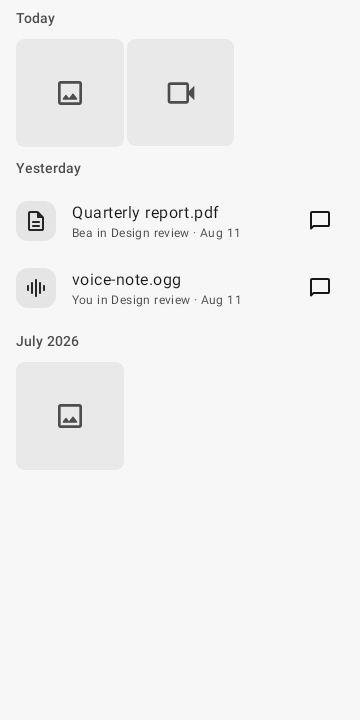 Today
Yesterday
Quarterly report.pdf
Bea in Design review · Aug 11
voice-note.ogg
You in Design review · Aug 11
July 2026